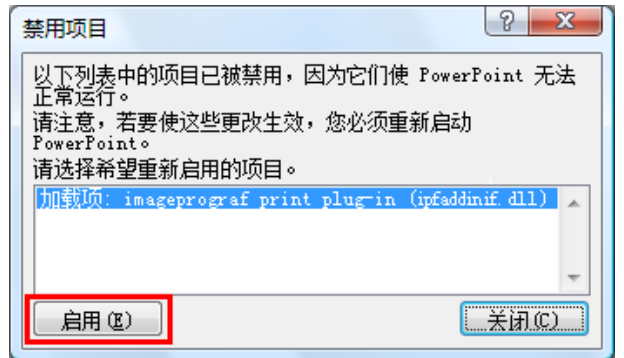 禁用项目
以下列表中的项目已被禁用，因为它们使 PowerPoint 无法
正常运行。
请注意，若要使这些更改生效，您必须重新启动
PowerPoint。
请选择希望重新启用的项目。
加载项: imageprograf print plug-in (ipfaddinif.dll)
启用(E)
关闭(C)